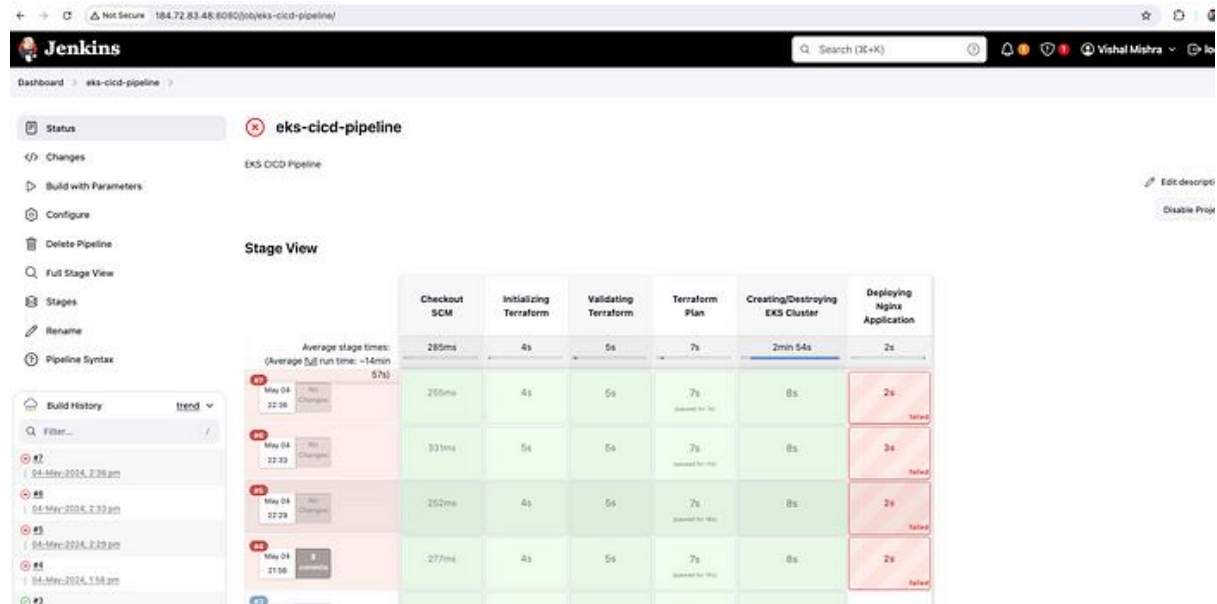 Not Secure 184.72.83.48:8080/job/eks-cicd-pipeline/
Jenkins
Search (⌘+K)
Vishal Mishra
lo
Dashboard > eks-cicd-pipeline >
Status
Changes
Build with Parameters
Configure
Delete Pipeline
Full Stage View
Stages
Rename
Pipeline Syntax
Build History trend
Filter... /
#7
04-May-2024, 2:36 pm
#6
04-May-2024, 2:33 pm
#5
04-May-2024, 2:29 pm
#4
04-May-2024, 1:56 pm
#3
eks-cicd-pipeline
EKS CICD Pipeline
Edit descripti
Disable Proje
Stage View
Checkout SCM
Initializing Terraform
Validating Terraform
Terraform Plan
Creating/Destroying EKS Cluster
Deploying Nginx Application
Average stage times: 285ms 4s 5s 7s 2min 54s 2s
(Average full run time: ~14min
57s)
#7
May 04 No
22:36 Changes
255ms 4s 5s 7s 8s 2s
failed
#6
May 04 No
22:33 Changes
331ms 5s 5s 7s 8s 3s
failed
#5
May 04 No
22:29 Changes
252ms 4s 5s 7s 8s 2s
failed
#4
May 04 3
21:56 commits
277ms 4s 5s 7s 8s 2s
failed